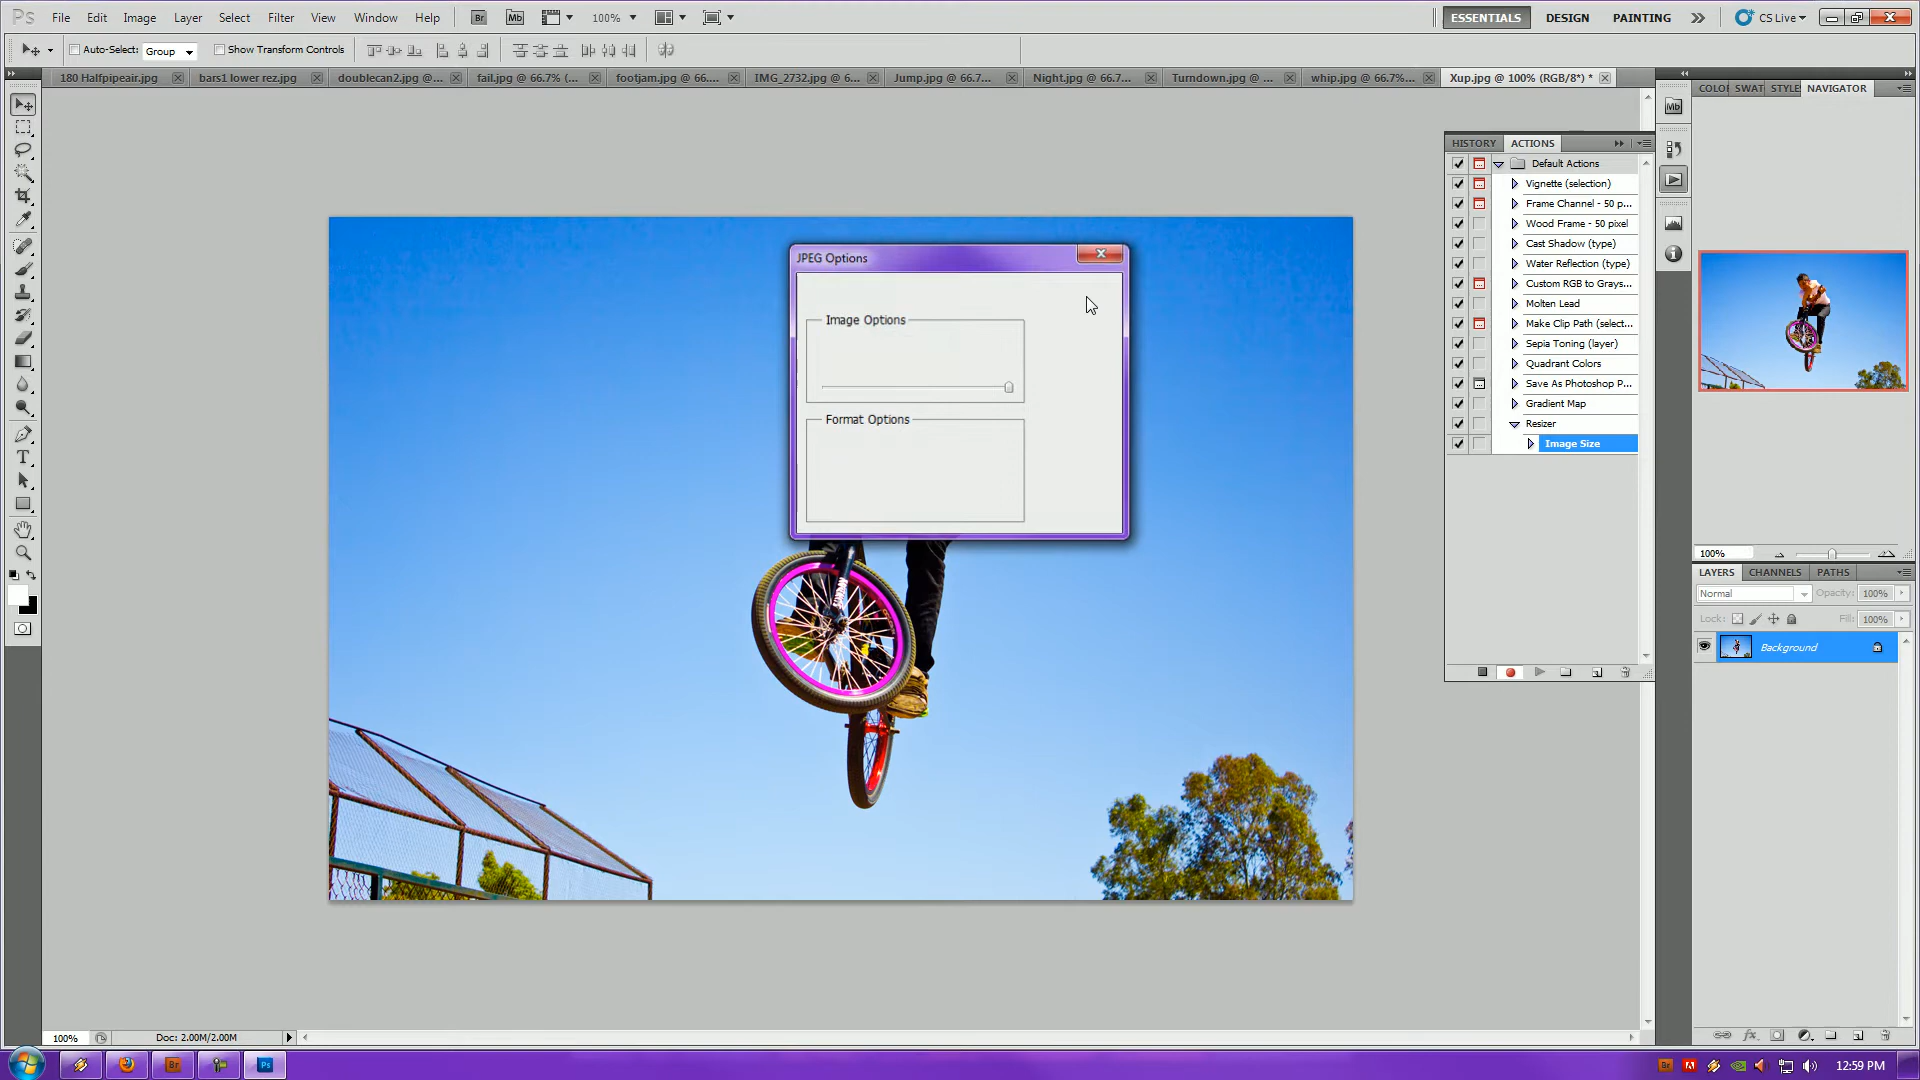 Ps File Edit Image Layer Select Filter View Window Help Br Mb 100% ESSENTIALS DESIGN PAINTING CS Live
Auto-Select: Group Show Transform Controls
180 Halfpipeair.jpg bars1 lower rez.jpg doublecan2.jpg @... fail.jpg @ 66.7% (... footjam.jpg @ 66.... IMG_2732.jpg @ 6... Jump.jpg @ 66.7... Night.jpg @ 66.7... Turndown.jpg @ ... whip.jpg @ 66.7%... Xup.jpg @ 100% (RGB/8*) *
COLOR SWAT STYLE NAVIGATOR
Mb
HISTORY ACTIONS
Default Actions
Vignette (selection)
Frame Channel - 50 p...
Wood Frame - 50 pixel
Cast Shadow (type)
Water Reflection (type)
Custom RGB to Grays...
Molten Lead
Make Clip Path (select...
Sepia Toning (layer)
Quadrant Colors
Save As Photoshop P...
Gradient Map
Resizer
Image Size
JPEG Options
Image Options
Format Options
100%
LAYERS CHANNELS PATHS
Normal Opacity: 100%
Lock: Fill: 100%
Background
100% Doc: 2.00M/2.00M
Br Ps Br 12:59 PM